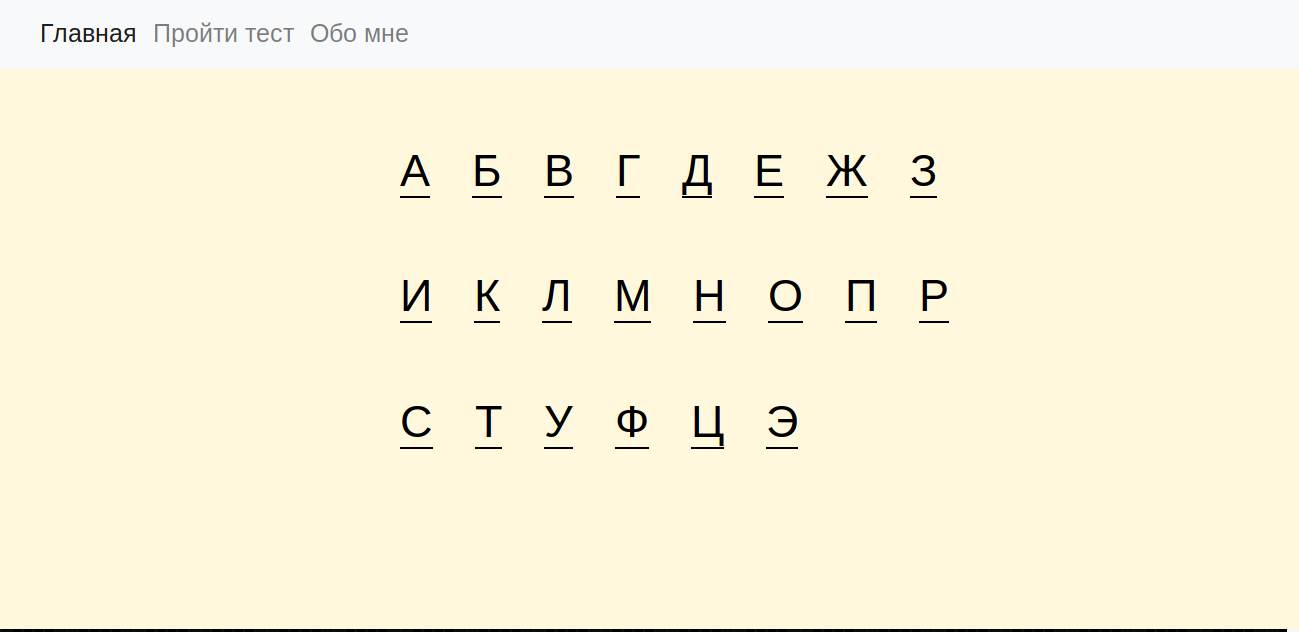 Главная Пройти тест Обо мне
А Б В Г Д Е Ж З
И К Л М Н О П Р
С Т У Ф Ц Э